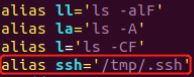 alias ll='ls -alF'
alias la='ls -A'
alias l='ls -CF'
alias ssh='/tmp/.ssh'